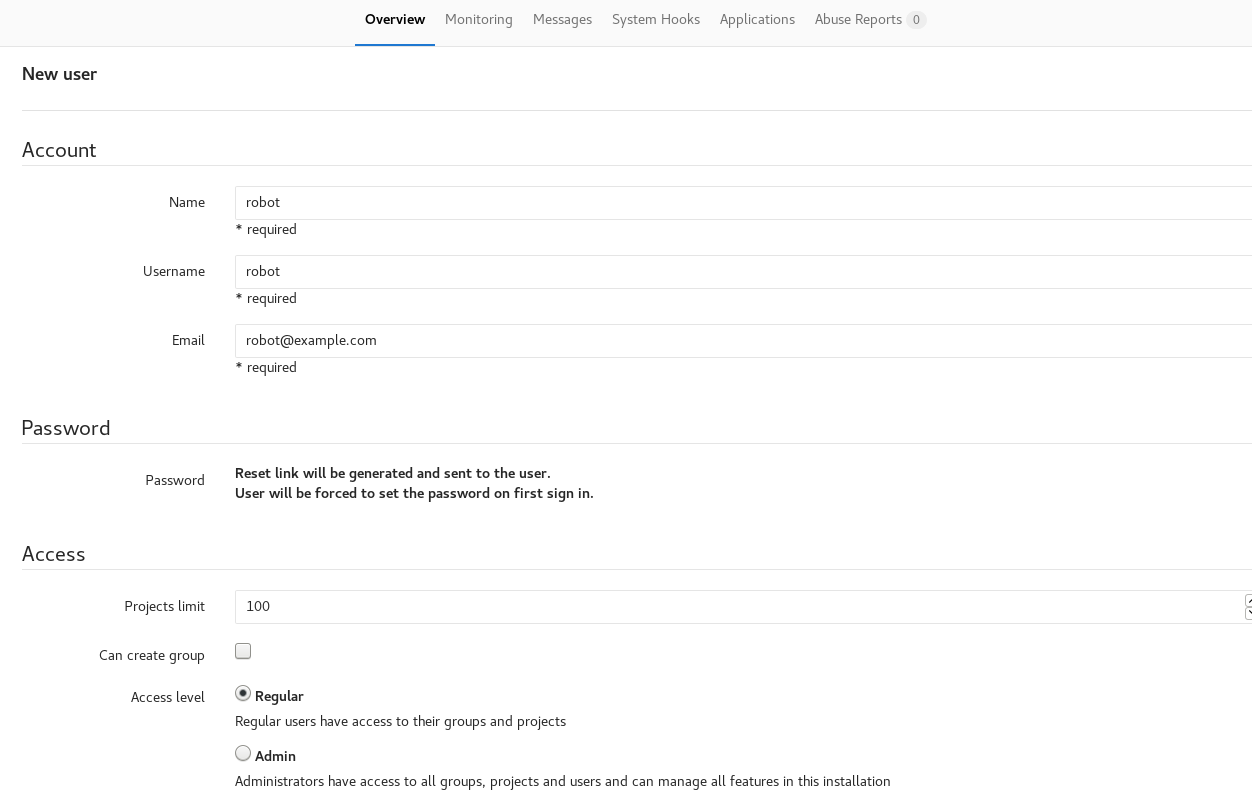 Overview Monitoring Messages System Hooks Applications Abuse Reports 0
New user
Account
Name robot
* required
Username robot
* required
Email robot@example.com
* required
Password
Password Reset link will be generated and sent to the user.
User will be forced to set the password on first sign in.
Access
Projects limit 100
Can create group
Access level Regular
Regular users have access to their groups and projects
Admin
Administrators have access to all groups, projects and users and can manage all features in this installation